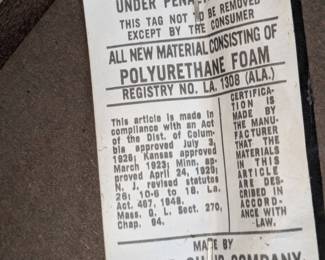 UNDER PENA
THIS TAG NOT TO BE REMOVED
EXCEPT BY THE CONSUMER
ALL NEW MATERIAL CONSISTING OF
POLYURETHANE FOAM
REGISTRY NO. LA. 1308 (ALA.)
This article is made in
compliance with an Act
of the Dist. of Colum-
bia approved July 3,
1926; Kansas approved
March 1923; Minn. ap-
proved April 24, 1929;
N. J. revised statutes
26: 10-6 to 18. La.
Act. 467, 1948.
Mass. G. L. Sect. 270,
Chap. 94.
CERTIFICA-
TION IS
MADE BY
THE MANU-
FACTURER
THAT THE
MATERIALS
IN THIS
ARTICLE
ARE DES-
CRIBED IN
ACCORD-
ANCE WITH
LAW.
MADE BY
COMPANY